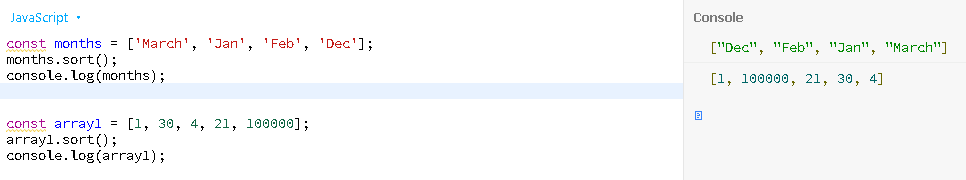 JavaScript
const months = ['March', 'Jan', 'Feb', 'Dec'];
months.sort();
console.log(months);
const array1 = [1, 30, 4, 21, 100000];
array1.sort();
console.log(array1);
Console
["Dec", "Feb", "Jan", "March"]
[1, 100000, 21, 30, 4]